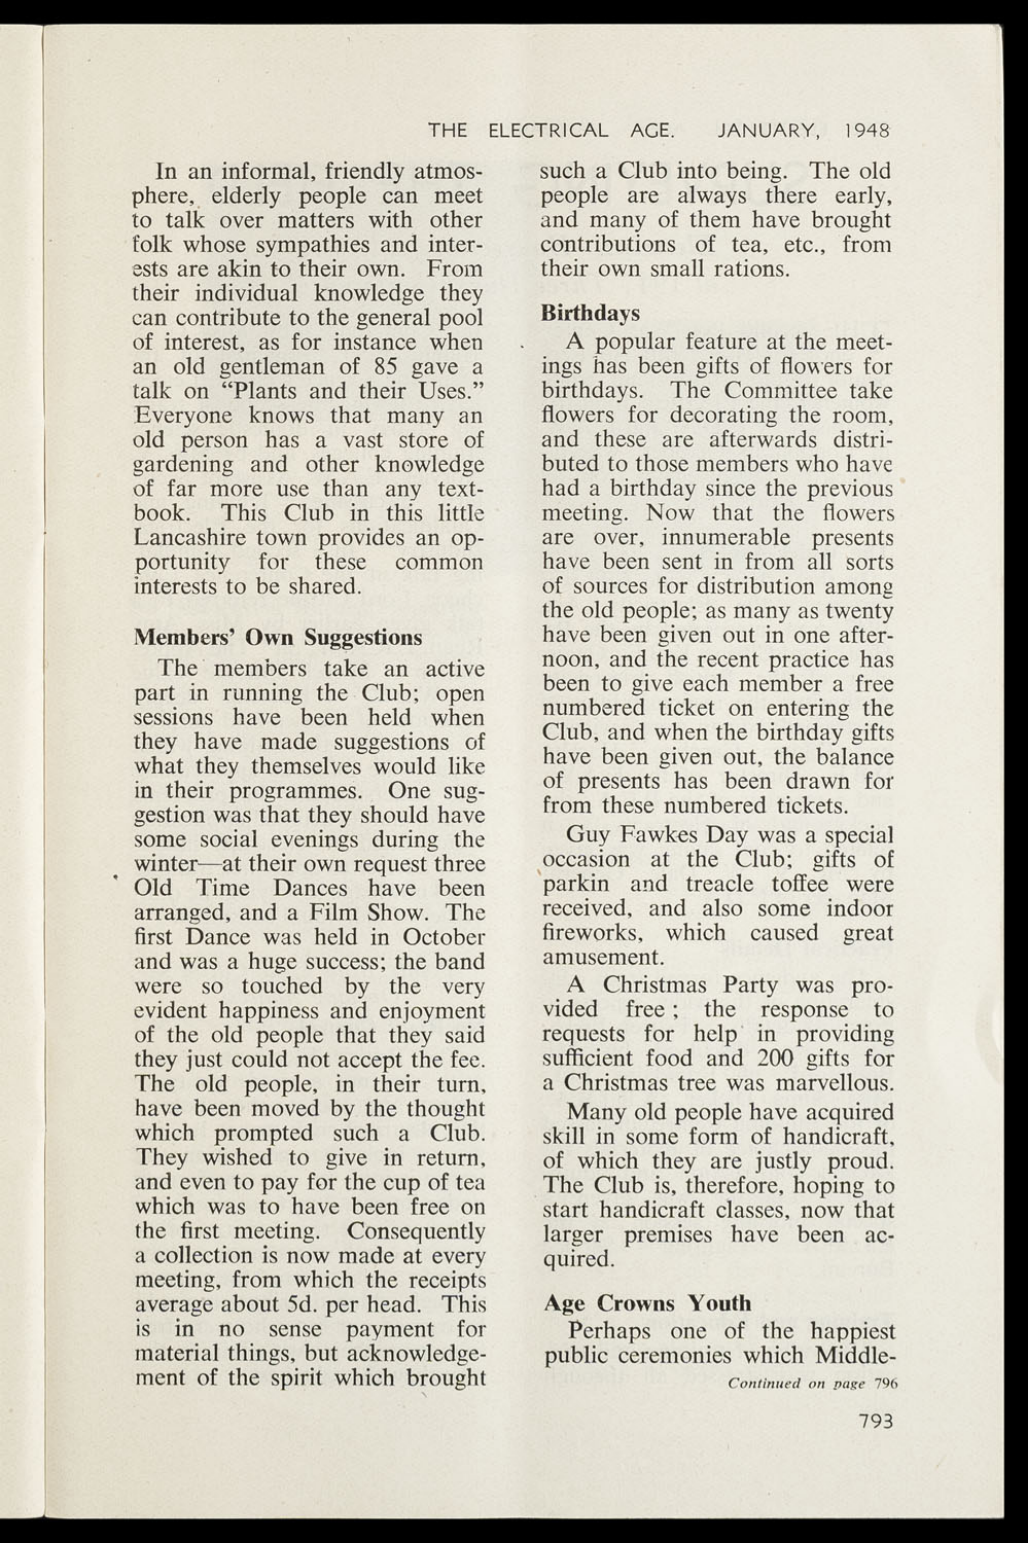 THE ELECTRICAL AGE. JANUARY, 1948
In an informal, friendly atmos-
phere, elderly people can meet
to talk over matters with other
folk whose sympathies and inter-
ests are akin to their own. From
their individual knowledge they
can contribute to the general pool
of interest, as for instance when
an old gentleman of 85 gave a
talk on “Plants and their Uses.”
Everyone knows that many an
old person has a vast store of
gardening and other knowledge
of far more use than any text-
book. This Club in this little
Lancashire town provides an op-
portunity for these common
interests to be shared.
Members’ Own Suggestions
The members take an active
part in running the Club; open
sessions have been held when
they have made suggestions of
what they themselves would like
in their programmes. One sug-
gestion was that they should have
some social evenings during the
winter—at their own request three
Old Time Dances have been
arranged, and a Film Show. The
first Dance was held in October
and was a huge success; the band
were so touched by the very
evident happiness and enjoyment
of the old people that they said
they just could not accept the fee.
The old people, in their turn,
have been moved by the thought
which prompted such a Club.
They wished to give in return,
and even to pay for the cup of tea
which was to have been free on
the first meeting. Consequently
a collection is now made at every
meeting, from which the receipts
average about 5d. per head. This
is in no sense payment for
material things, but acknowledge-
ment of the spirit which brought
such a Club into being. The old
people are always there early,
and many of them have brought
contributions of tea, etc., from
their own small rations.
Birthdays
A popular feature at the meet-
ings has been gifts of flowers for
birthdays. The Committee take
flowers for decorating the room,
and these are afterwards distri-
buted to those members who have
had a birthday since the previous
meeting. Now that the flowers
are over, innumerable presents
have been sent in from all sorts
of sources for distribution among
the old people; as many as twenty
have been given out in one after-
noon, and the recent practice has
been to give each member a free
numbered ticket on entering the
Club, and when the birthday gifts
have been given out, the balance
of presents has been drawn for
from these numbered tickets.
Guy Fawkes Day was a special
occasion at the Club; gifts of
parkin and treacle toffee were
received, and also some indoor
fireworks, which caused great
amusement.
A Christmas Party was pro-
vided free; the response to
requests for help in providing
sufficient food and 200 gifts for
a Christmas tree was marvellous.
Many old people have acquired
skill in some form of handicraft,
of which they are justly proud.
The Club is, therefore, hoping to
start handicraft classes, now that
larger premises have been ac-
quired.
Age Crowns Youth
Perhaps one of the happiest
public ceremonies which Middle-
Continued on page 796
793